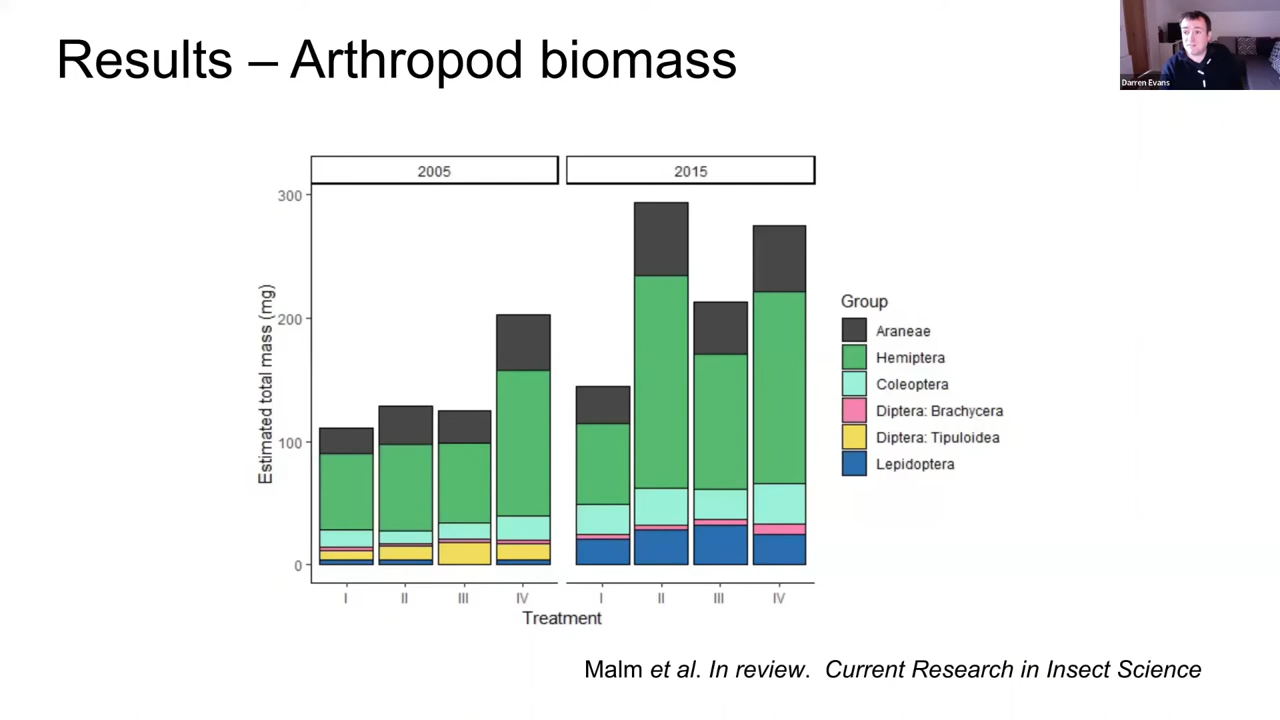 Results – Arthropod biomass
Darren Evans
2005
2015
300
200
100
0
Estimated total mass (mg)
I
II
III
IV
I
II
III
IV
Treatment
Group
Araneae
Hemiptera
Coleoptera
Diptera: Brachycera
Diptera: Tipuloidea
Lepidoptera
Malm et al. In review. Current Research in Insect Science